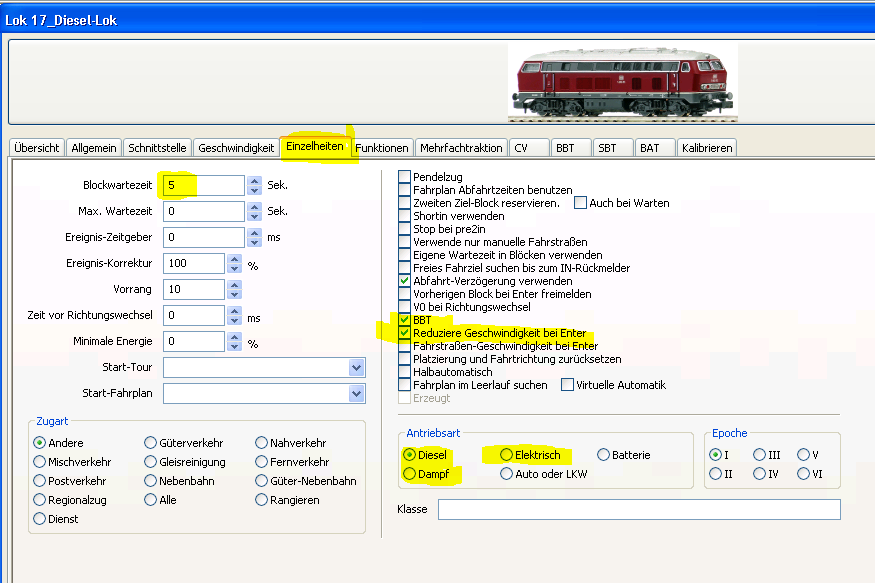 Lok 17_Diesel-Lok
Übersicht Allgemein Schnittstelle Geschwindigkeit Einzelheiten Funktionen Mehrfachtraktion CV BBT SBT BAT Kalibrieren
Blockwartezeit 5 Sek.
Max. Wartezeit 0 Sek.
Ereignis-Zeitgeber 0 ms
Ereignis-Korrektur 100 %
Vorrang 10
Zeit vor Richtungswechsel 0 ms
Minimale Energie 0 %
Start-Tour
Start-Fahrplan
Zugart
Andere Güterverkehr Nahverkehr
Mischverkehr Gleisreinigung Fernverkehr
Postverkehr Nebenbahn Güter-Nebenbahn
Regionalzug Alle Rangieren
Dienst
Pendelzug
Fahrplan Abfahrtzeiten benutzen
Zweiten Ziel-Block reservieren. Auch bei Warten
Shortin verwenden
Stop bei pre2in
Verwende nur manuelle Fahrstraßen
Eigene Wartezeit in Blöcken verwenden
Freies Fahrziel suchen bis zum IN-Rückmelder
Abfahrt-Verzögerung verwenden
Vorherigen Block bei Enter freimelden
V0 bei Richtungswechsel
BBT
Reduziere Geschwindigkeit bei Enter
Fahrstraßen-Geschwindigkeit bei Enter
Platzierung und Fahrtrichtung zurücksetzen
Halbautomatisch
Fahrplan im Leerlauf suchen Virtuelle Automatik
Erzeugt
Antriebsart
Diesel Elektrisch Batterie
Dampf Auto oder LKW
Epoche
I III V
II IV VI
Klasse